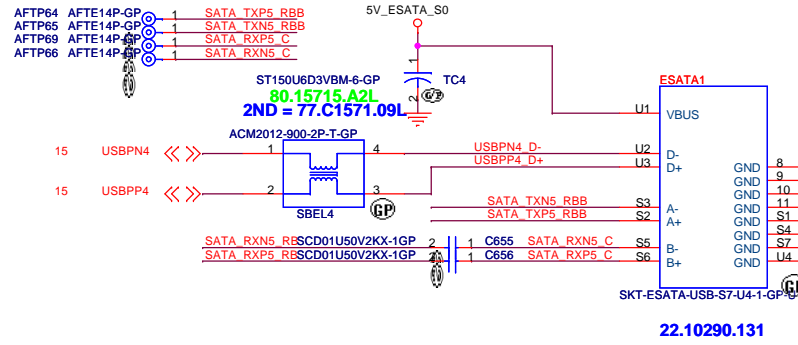 AFTP64 AFTE14P-GP 1 SATA_TXP5_RBB
AFTP65 AFTE14P-GP 1 SATA_TXN5_RBB
AFTP69 AFTE14P-GP 1 SATA_RXP5_C
AFTP66 AFTE14P-GP 1 SATA_RXN5_C
5V_ESATA_S0
1
ST150U6D3VBM-6-GP TC4
80.15715.A2L
2
2ND = 77.C1571.09L
ESATA1
U1 VBUS
ACM2012-900-2P-T-GP
15 USBPN4 1 4 USBPN4_D- U2 D-
USBPP4_D+ U3 D+
15 USBPP4 2 3
SBEL4
GP
GND 8
GND 9
GND 10
GND 11
GND S1
GND S4
GND S7
GND U4
SATA_TXN5_RBB S3 A-
SATA_TXP5_RBB S2 A+
SATA_RXN5_RB SCD01U50V2KX-1GP 2 1 C655 SATA_RXN5_C S5 B-
SATA_RXP5_RB SCD01U50V2KX-1GP 1 C656 SATA_RXP5_C S6 B+
SKT-ESATA-USB-S7-U4-1-GP-U
22.10290.131